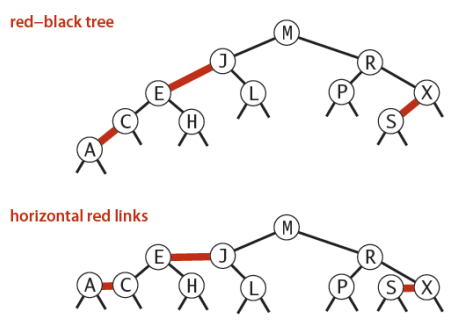 red–black tree
M
J R
E L P X
C H S
A
horizontal red links
M
E J R
A C H L P S X